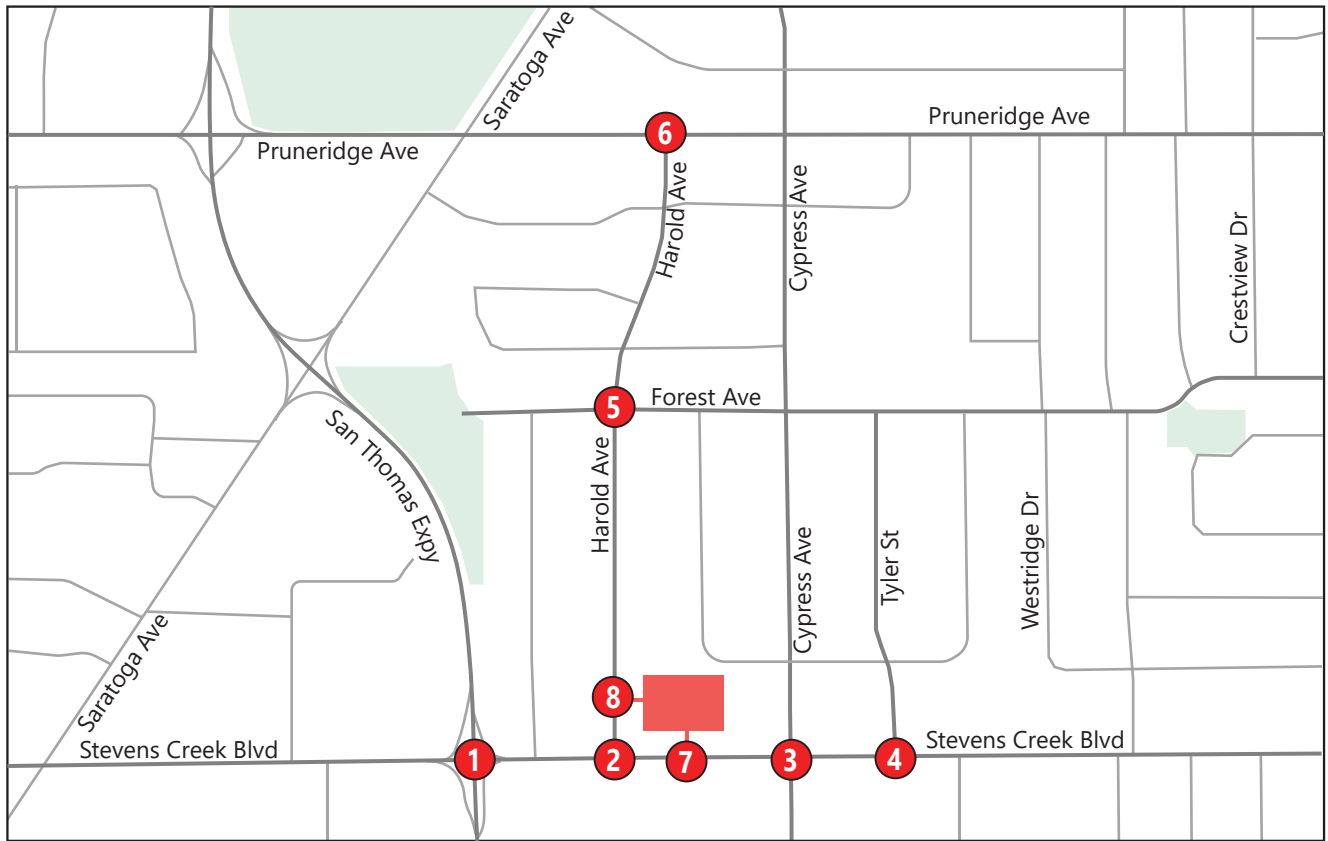 Saratoga Ave
6
Pruneridge Ave
Pruneridge Ave
Harold Ave
Cypress Ave
Crestview Dr
5
Forest Ave
San Thomas Expy
Harold Ave
Cypress Ave
Tyler St
Westridge Dr
Saratoga Ave
8
Stevens Creek Blvd
1
2
7
3
4
Stevens Creek Blvd